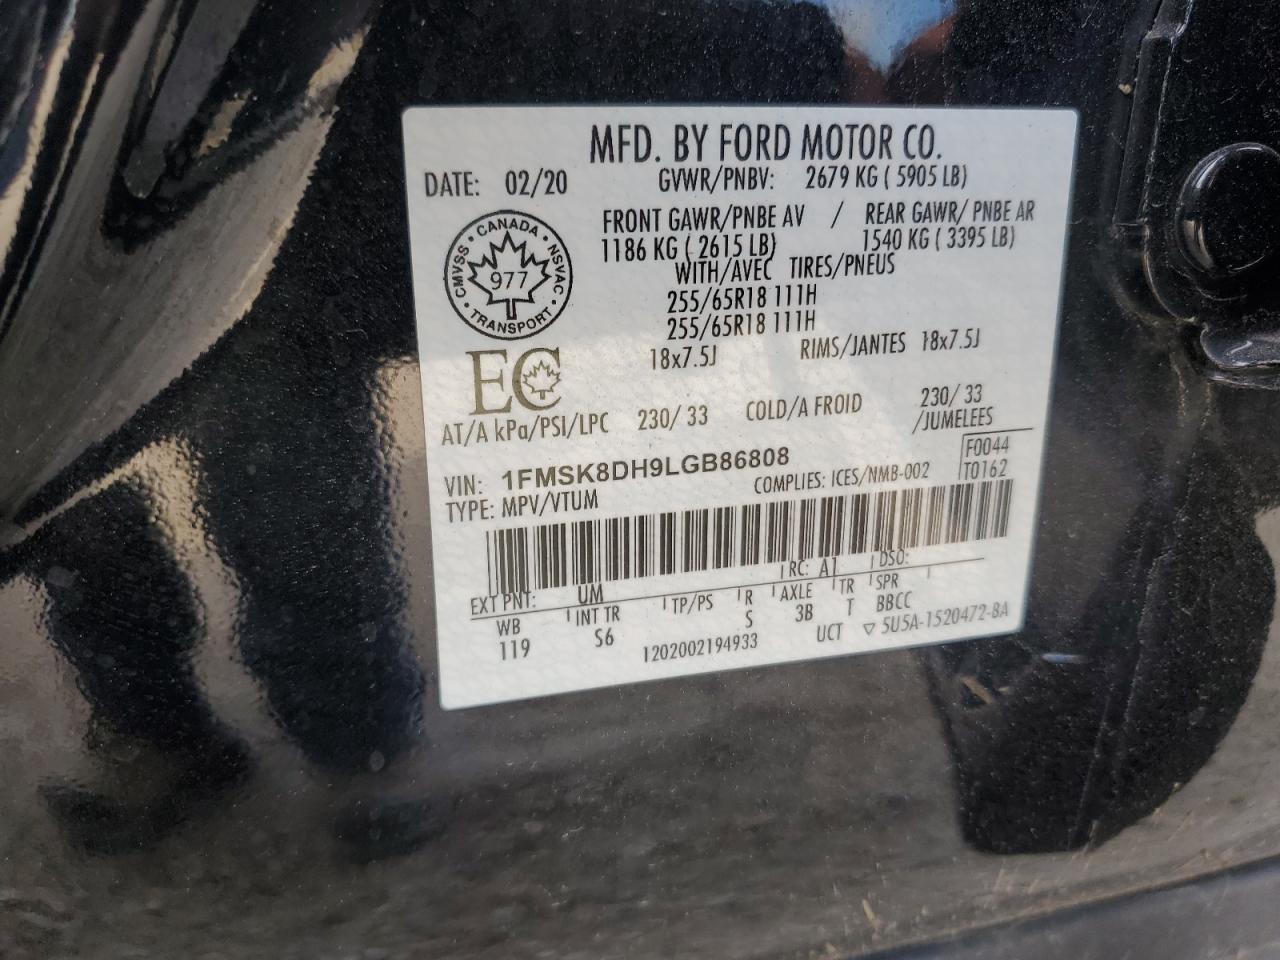 MFD. BY FORD MOTOR CO.
DATE: 02/20 GVWR/PNBV: 2679 KG ( 5905 LB)
FRONT GAWR/PNBE AV / REAR GAWR/ PNBE AR
1186 KG ( 2615 LB) 1540 KG ( 3395 LB)
WITH/AVEC TIRES/PNEUS
255/65R18 111H
255/65R18 111H
18x7.5J RIMS/JANTES 18x7.5J
CANADA
CMVSS 977 NSVAC
TRANSPORT
EC
AT/A kPa/PSI/LPC 230/ 33 COLD/A FROID 230/ 33
/JUMELEES
VIN: 1FMSK8DH9LGB86808 F0044
TYPE: MPV/VTUM COMPLIES: ICES/NMB-002 T0162
RC: A1 DSO:
EXT PNT: UM
WB INT TR TP/PS R AXLE TR SPR
119 S6 S 3B T BBCC
1202002194933 UCT ▽ 5U5A-1520472-BA